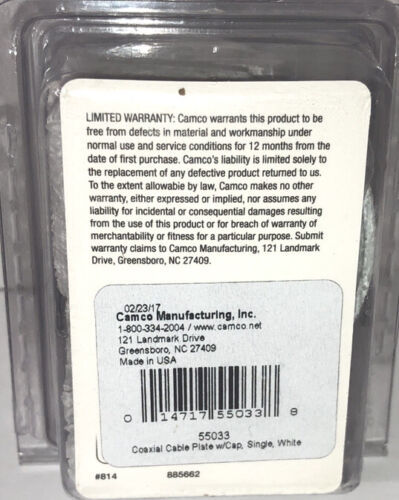 LIMITED WARRANTY: Camco warrants this product to be
free from defects in material and workmanship under
normal use and service conditions for 12 months from the
date of first purchase. Camco's liability is limited solely to
the replacement of any defective product returned to us.
To the extent allowable by law, Camco makes no other
warranty, either expressed or implied, nor assumes any
liability for incidental or consequential damages resulting
from the use of this product or for breach of warranty of
merchantability or fitness for a particular purpose. Submit
warranty claims to Camco Manufacturing, 121 Landmark
Drive, Greensboro, NC 27409.
02/23/17
Camco Manufacturing, Inc.
1-800-334-2004 / www.camco.net
121 Landmark Drive
Greensboro, NC 27409
Made in USA
0 14717 55033 8
55033
Coaxial Cable Plate w/Cap, Single, White
#814 885662